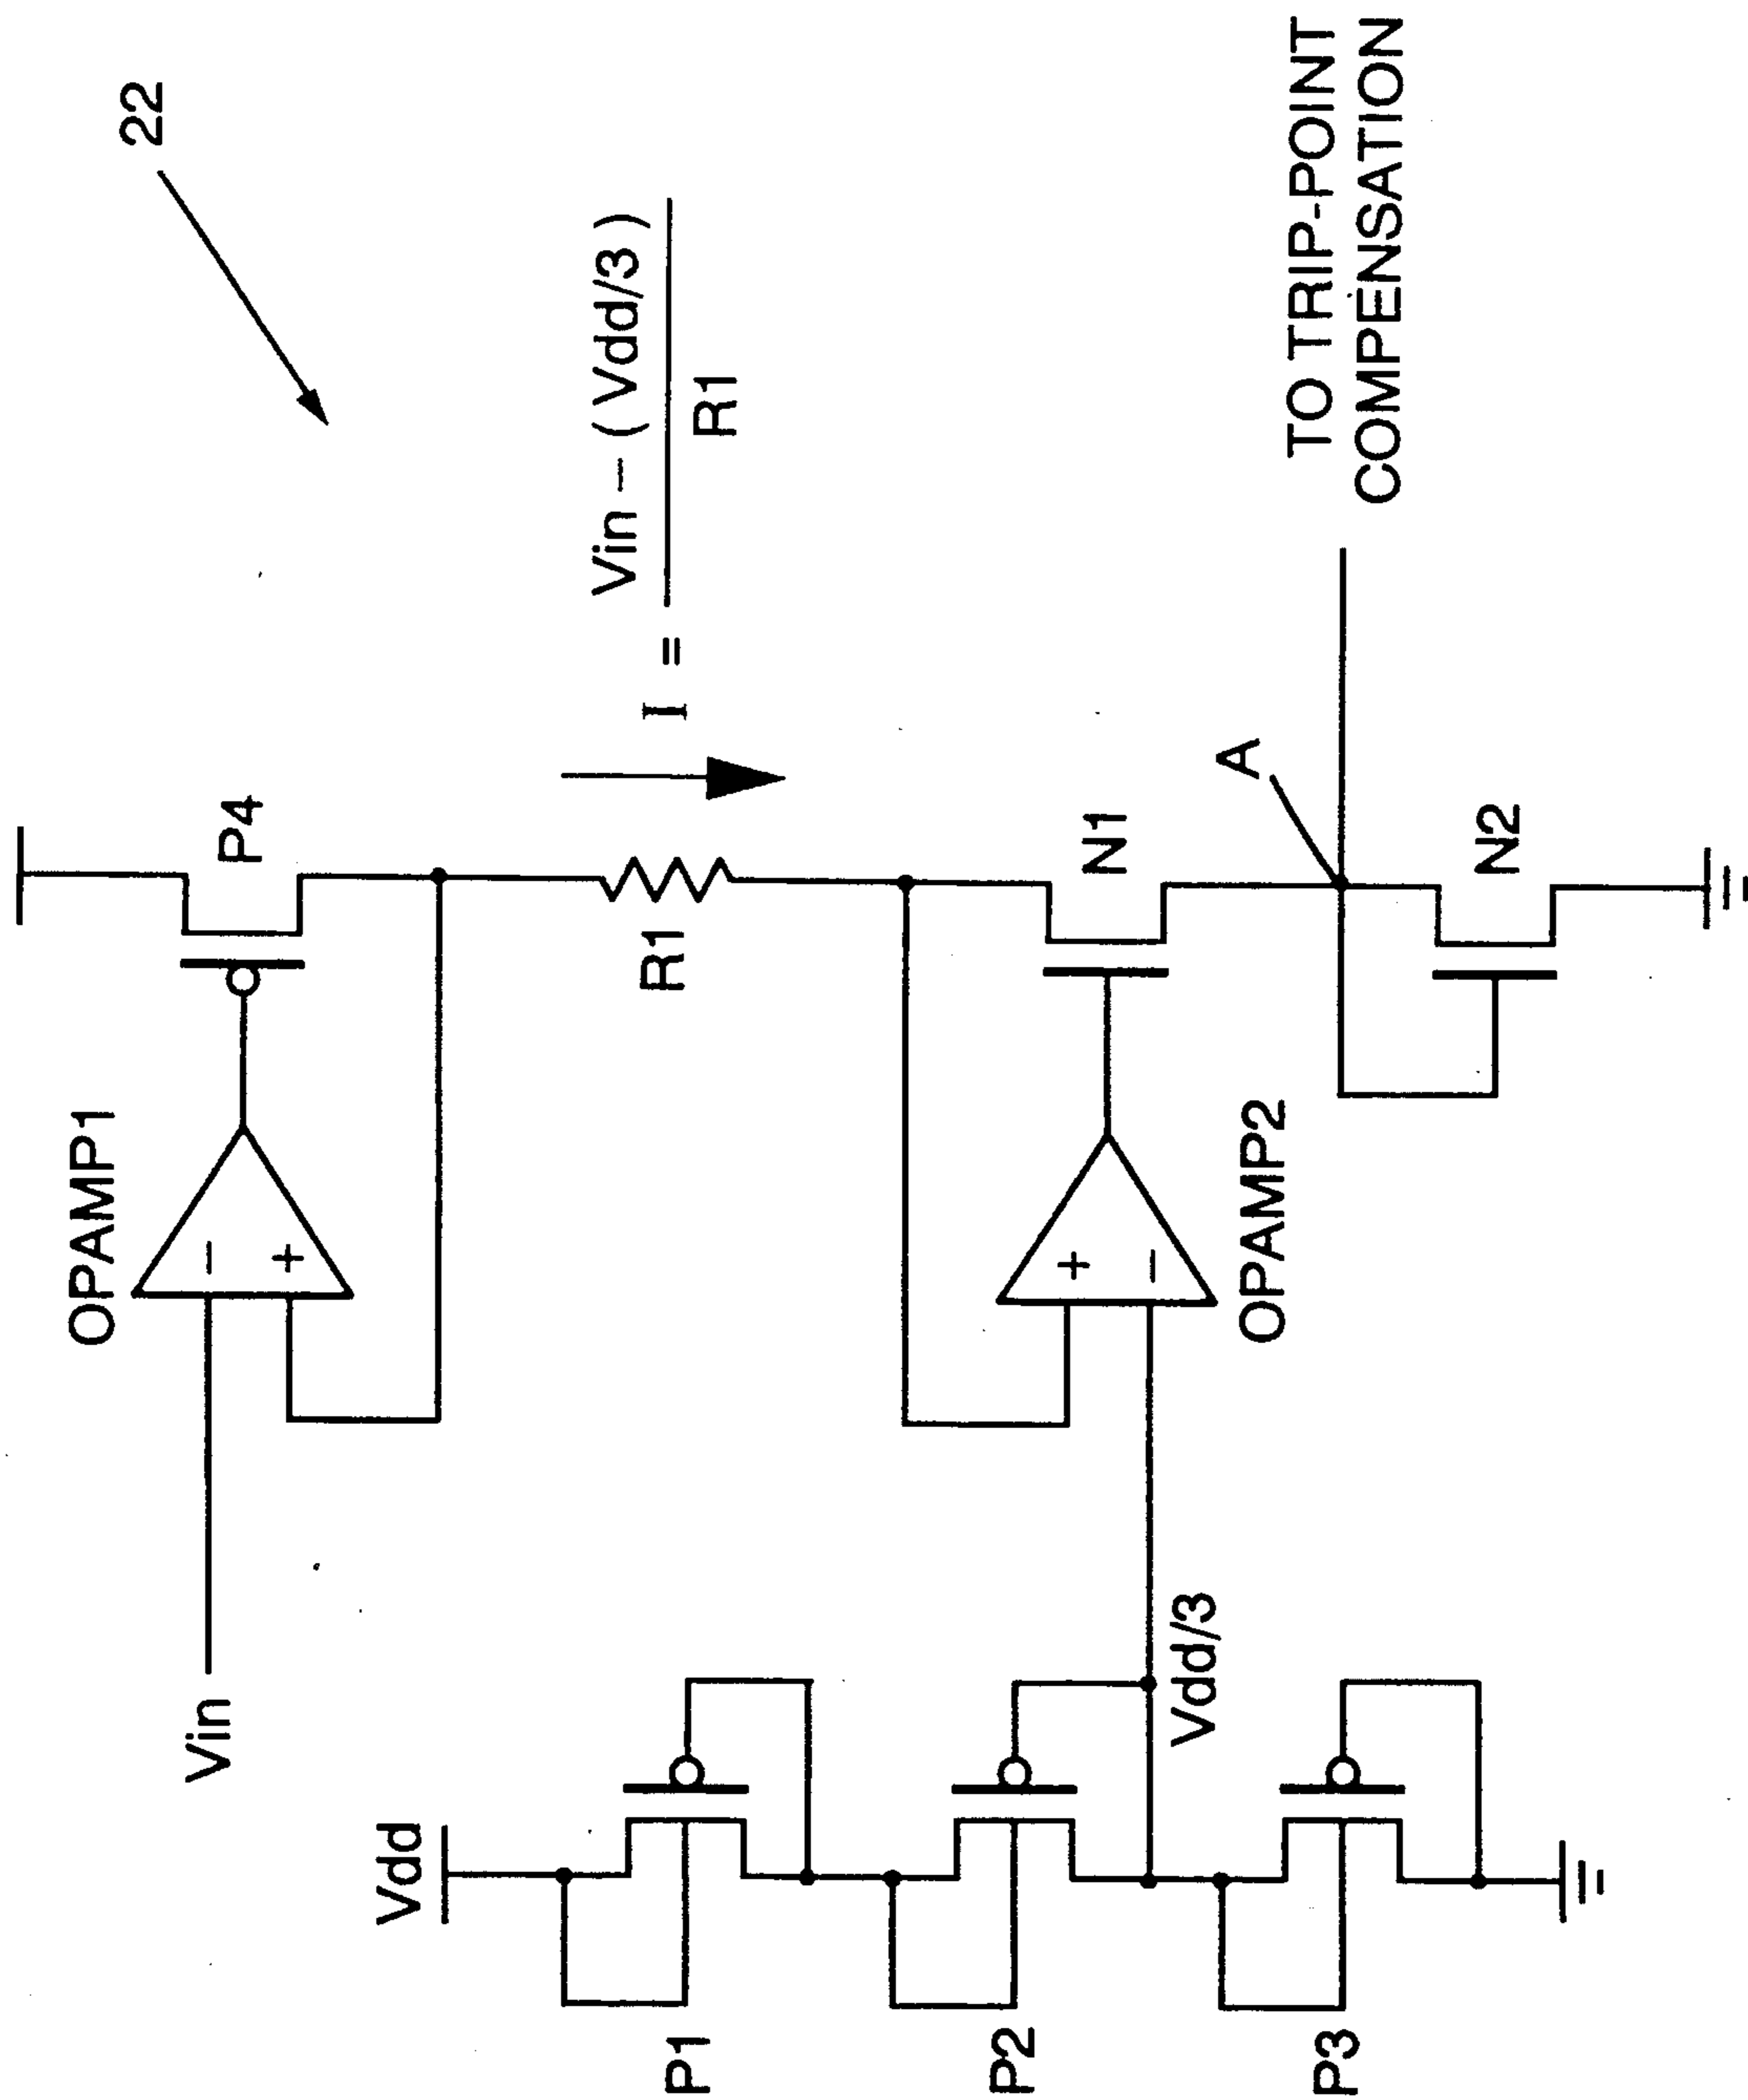 22
OPAMP1
P4
Vin
−
+
I = Vin − ( Vdd/3 )
R1
R1
Vdd
P1
P2
Vdd/3
P3
+
−
OPAMP2
N1
A
N2
TO TRIP-POINT
COMPENSATION